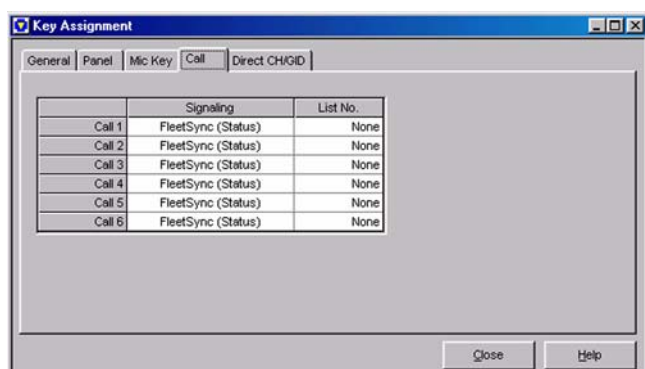 Key Assignment
General Panel Mic Key Call Direct CH/GID
Signaling List No.
Call 1 FleetSync (Status) None
Call 2 FleetSync (Status) None
Call 3 FleetSync (Status) None
Call 4 FleetSync (Status) None
Call 5 FleetSync (Status) None
Call 6 FleetSync (Status) None
Close Help